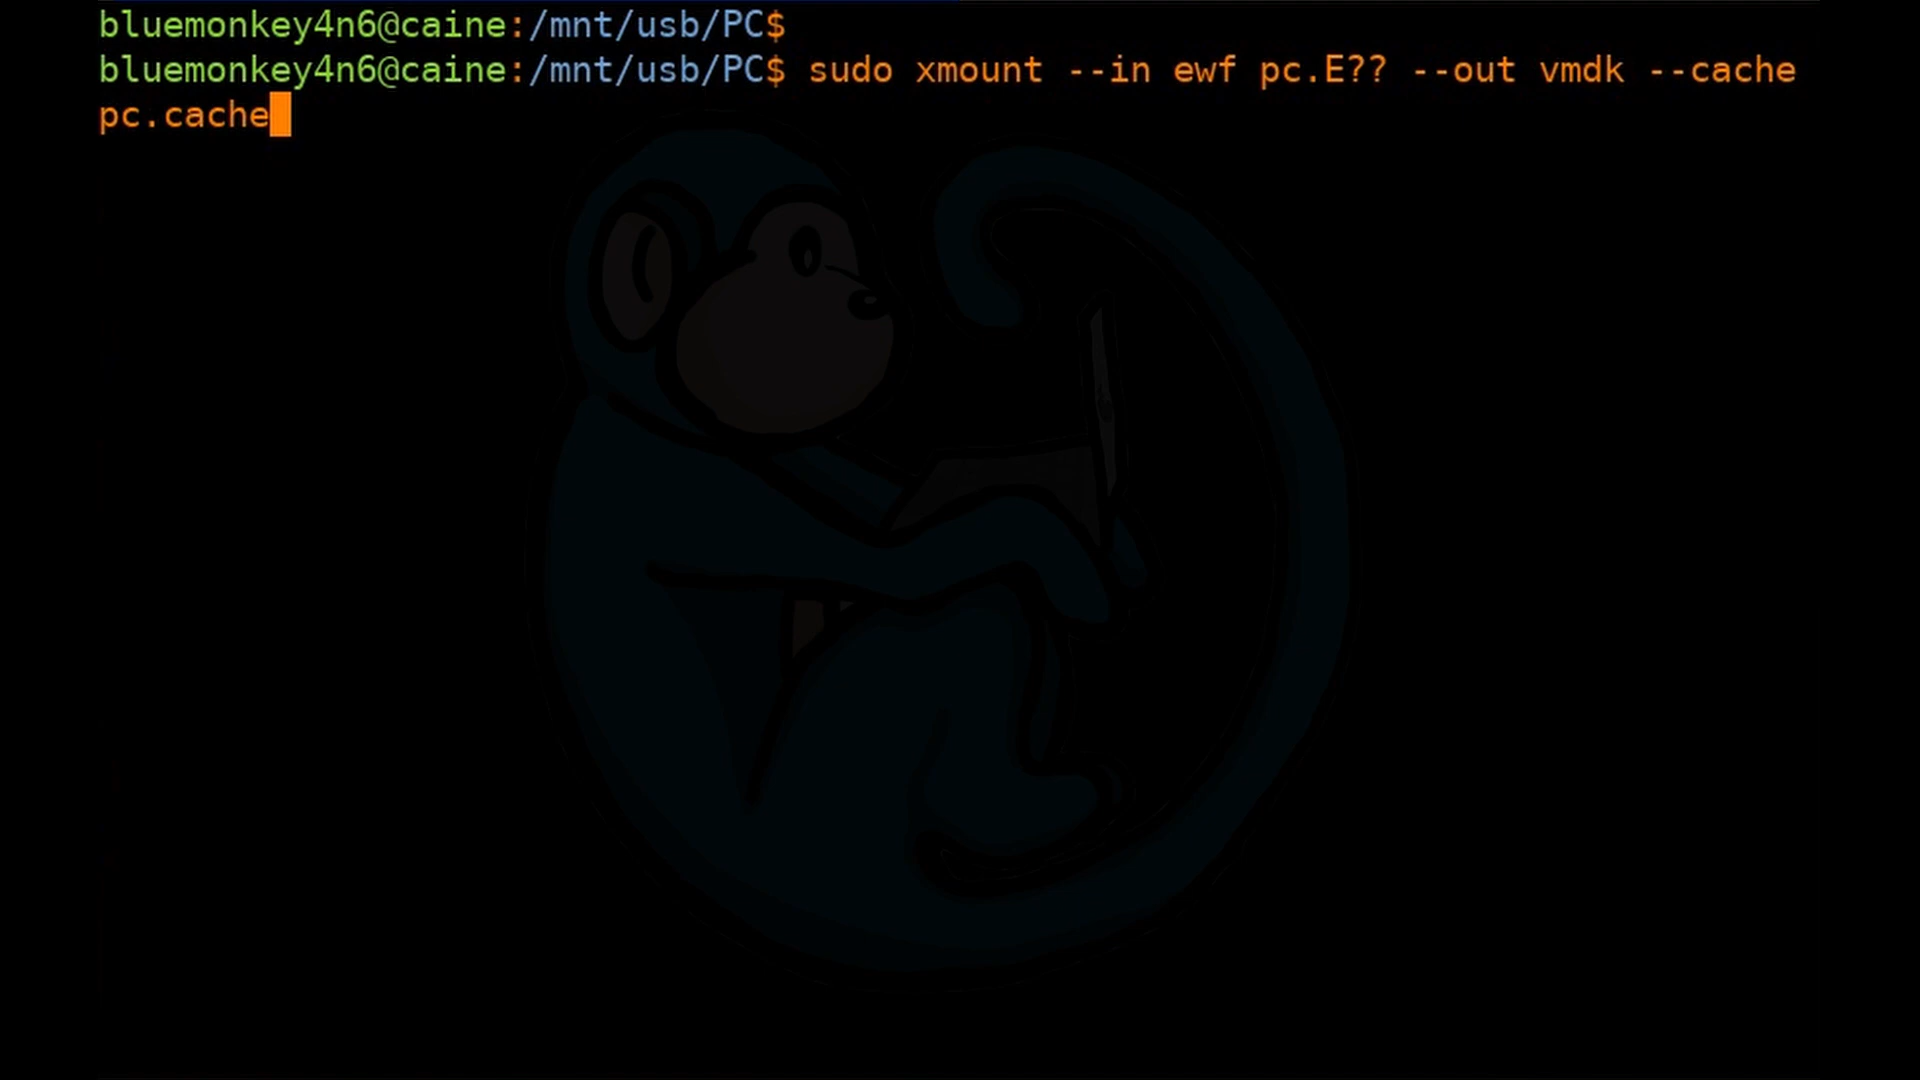 bluemonkey4n6@caine:/mnt/usb/PC$
bluemonkey4n6@caine:/mnt/usb/PC$ sudo xmount --in ewf pc.E?? --out vmdk --cache
pc.cache